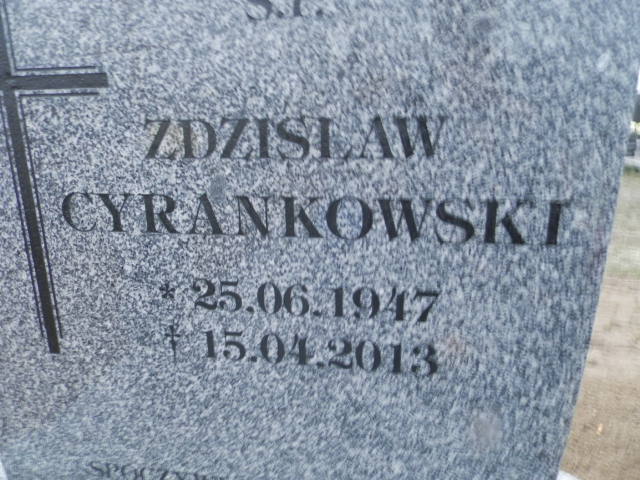 Ś.P.
ZDZISŁAW
CYRANKOWSKI
* 25.06.1947
† 15.04.2013